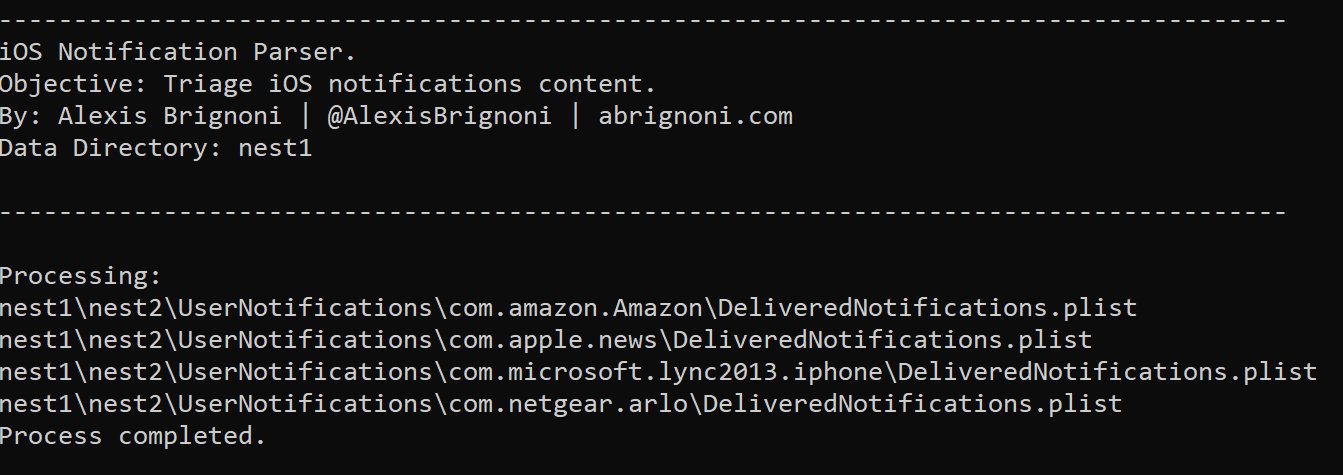 --------------------------------------------------------------------------------------
iOS Notification Parser.
Objective: Triage iOS notifications content.
By: Alexis Brignoni | @AlexisBrignoni | abrignoni.com
Data Directory: nest1
--------------------------------------------------------------------------------------
Processing:
nest1\nest2\UserNotifications\com.amazon.Amazon\DeliveredNotifications.plist
nest1\nest2\UserNotifications\com.apple.news\DeliveredNotifications.plist
nest1\nest2\UserNotifications\com.microsoft.lync2013.iphone\DeliveredNotifications.plist
nest1\nest2\UserNotifications\com.netgear.arlo\DeliveredNotifications.plist
Process completed.